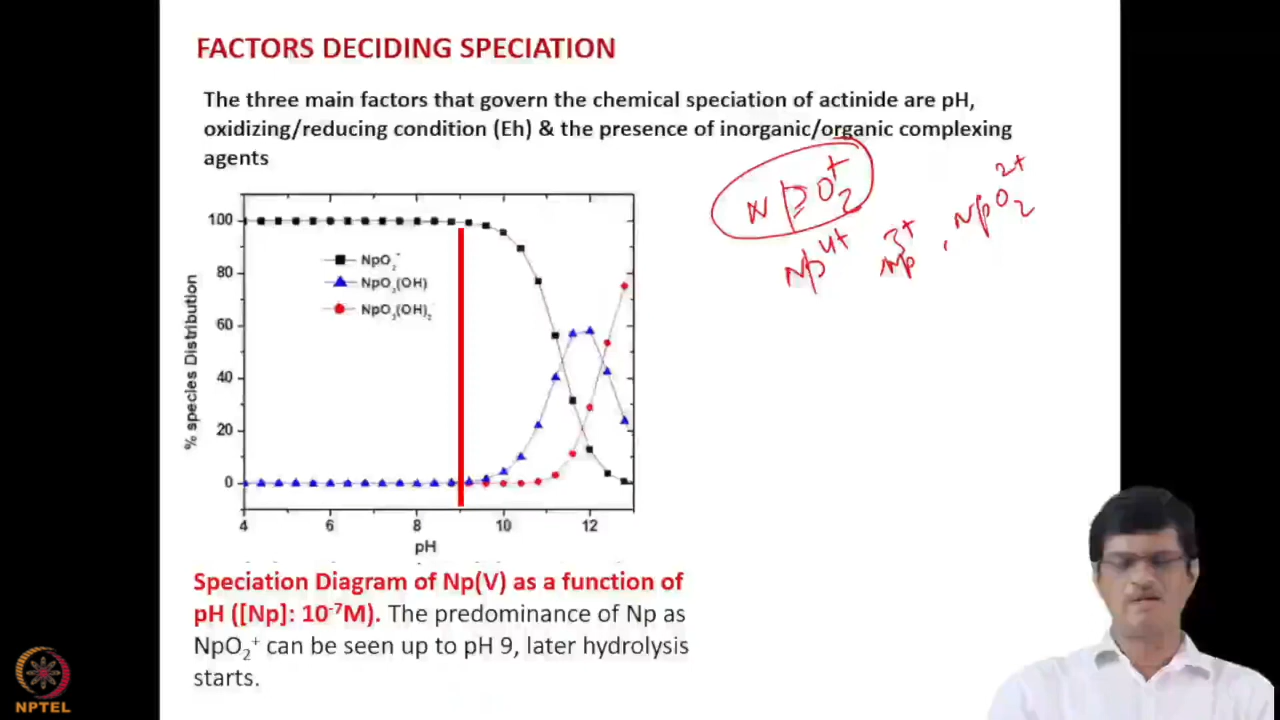 FACTORS DECIDING SPECIATION
The three main factors that govern the chemical speciation of actinide are pH,
oxidizing/reducing condition (Eh) & the presence of inorganic/organic complexing
agents
NpO₂⁺
NpO₂²⁺
Np⁴⁺ Np³⁺ ,
% species Distribution
100
80
60
40
20
0
NpO₂⁺
NpO₂(OH)
NpO₂(OH)₂⁻
4 6 8 10 12
pH
Speciation Diagram of Np(V) as a function of
pH ([Np]: 10⁻⁷M). The predominance of Np as
NpO₂⁺ can be seen up to pH 9, later hydrolysis
starts.
NPTEL